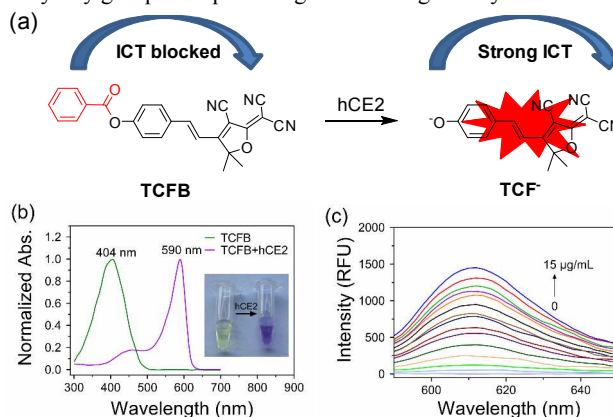 (a)
ICT blocked
Strong ICT
O
O
NC
CN
CN
O
hCE2
-O
NC
CN
CN
O
TCFB
TCF-
(b)
1.2
1.0
0.8
0.6
0.4
0.2
0.0
Normalized Abs.
TCFB
TCFB+hCE2
404 nm
590 nm
hCE2
300 400 500 600 700 800 900
Wavelength (nm)
(c)
2000
1500
1000
500
0
Intensity (RFU)
15 µg/mL
0
600 620 640
Wavelength (nm)